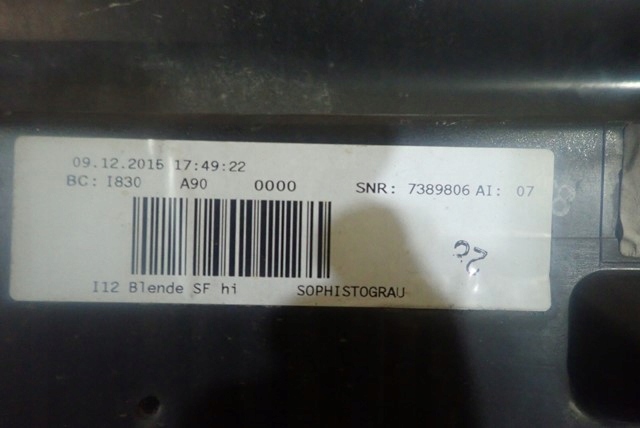 09.12.2015 17:49:22
BC: I830 A90 0000 SNR: 7389806 AI: 07
I12 Blende SF hi SOPHISTOGRAU